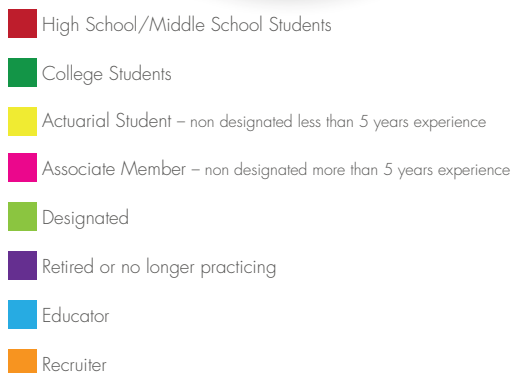 High School/Middle School Students
College Students
Actuarial Student – non designated less than 5 years experience
Associate Member – non designated more than 5 years experience
Designated
Retired or no longer practicing
Educator
Recruiter